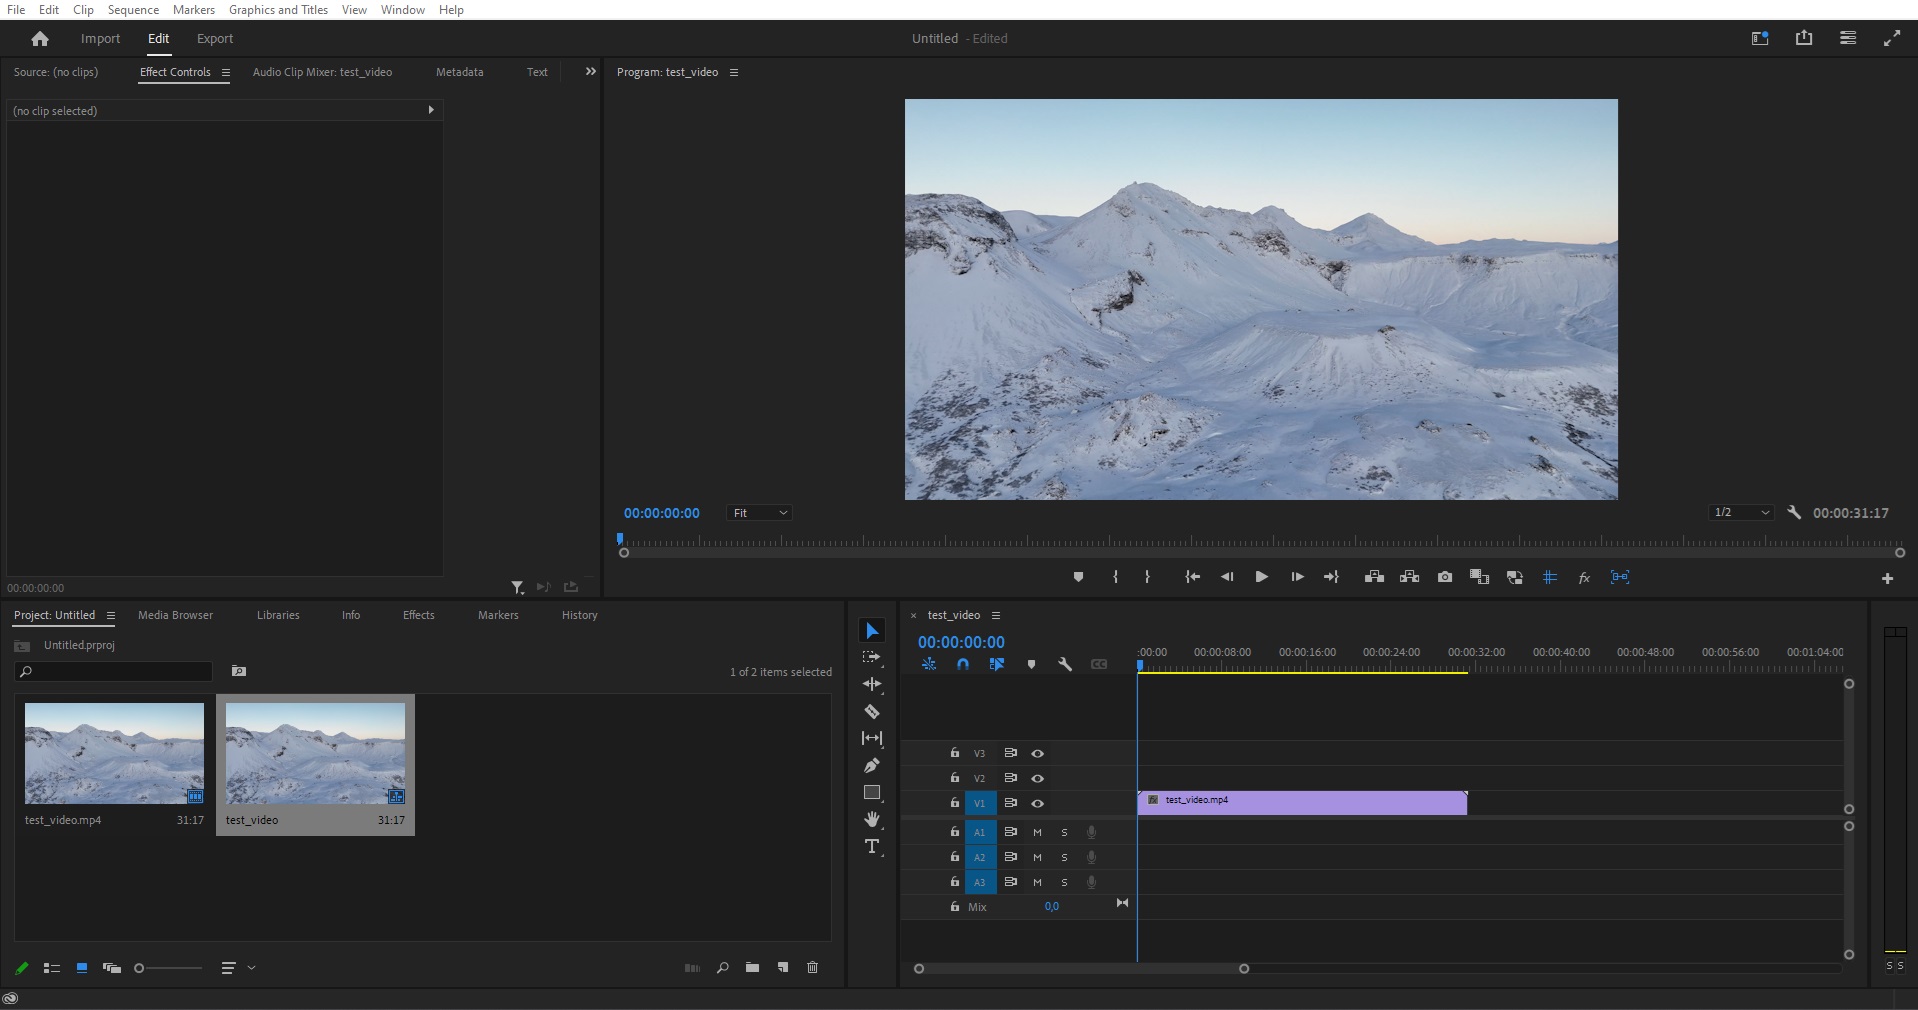 File Edit Clip Sequence Markers Graphics and Titles View Window Help
Import Edit Export Untitled - Edited
Source: (no clips) Effect Controls Audio Clip Mixer: test_video Metadata Text
Program: test_video
(no clip selected)
00:00:00:00 Fit 1/2 00:00:31:17
fx
00:00:00:00
Project: Untitled Media Browser Libraries Info Effects Markers History
Untitled.prproj
1 of 2 items selected
test_video.mp4 31:17
test_video 31:17
T
× test_video
00:00:00:00
CC
:00:00 00:00:08:00 00:00:16:00 00:00:24:00 00:00:32:00 00:00:40:00 00:00:48:00 00:00:56:00 00:01:04:00
V3
V2
V1 fx test_video.mp4
A1 M S
A2 M S
A3 M S
Mix 0,0
S S